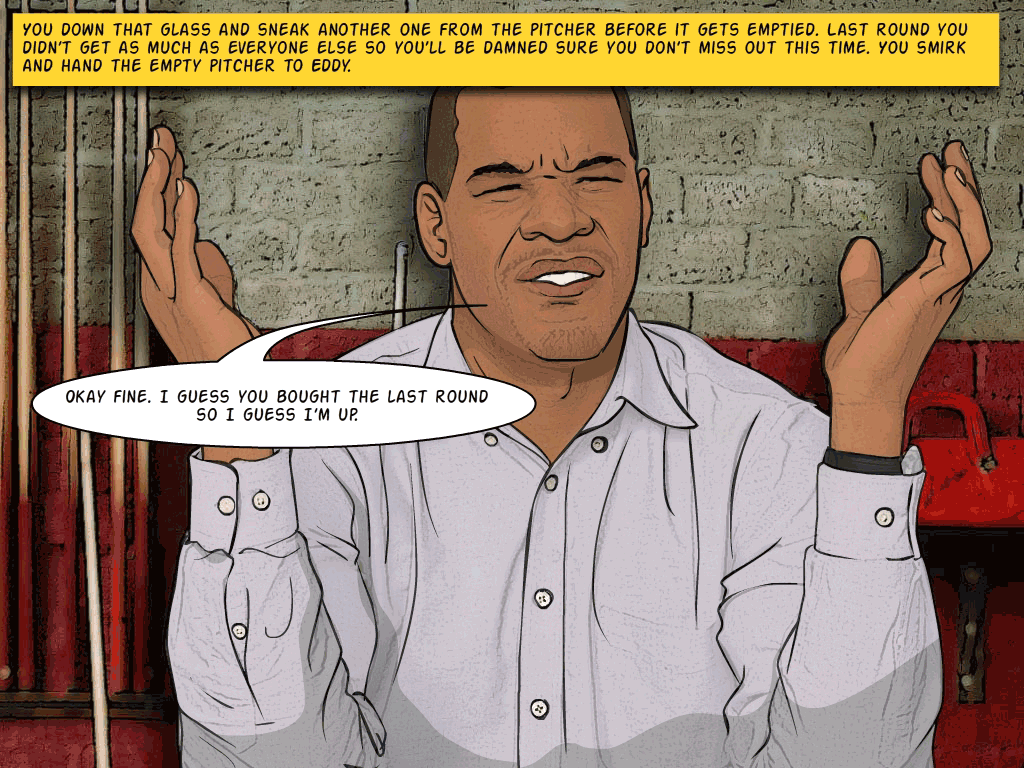 YOU DOWN THAT GLASS AND SNEAK ANOTHER ONE FROM THE PITCHER BEFORE IT GETS EMPTIED. LAST ROUND YOU
DIDN'T GET AS MUCH AS EVERYONE ELSE SO YOU'LL BE DAMNED SURE YOU DON'T MISS OUT THIS TIME. YOU SMIRK
AND HAND THE EMPTY PITCHER TO EDDY.
OKAY FINE. I GUESS YOU BOUGHT THE LAST ROUND
SO I GUESS I'M UP.